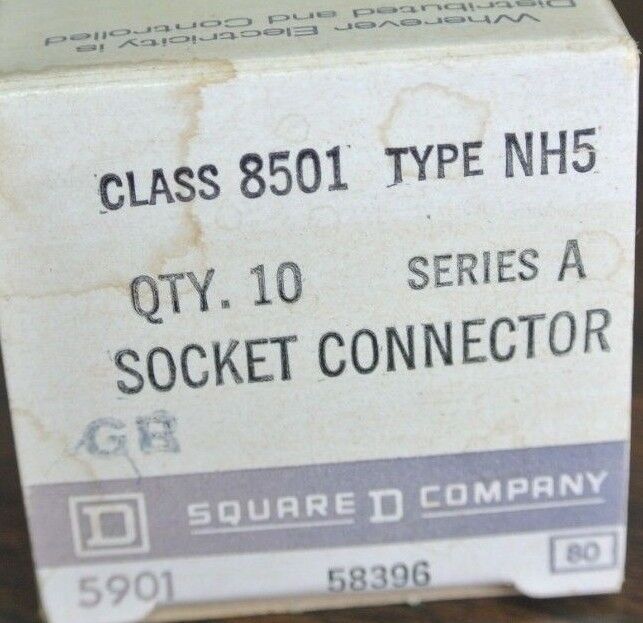 Wherever Electricity is
Distributed and Controlled
CLASS 8501 TYPE NH5
QTY. 10 SERIES A
SOCKET CONNECTOR
GH
D SQUARE D COMPANY
5901 58396 80